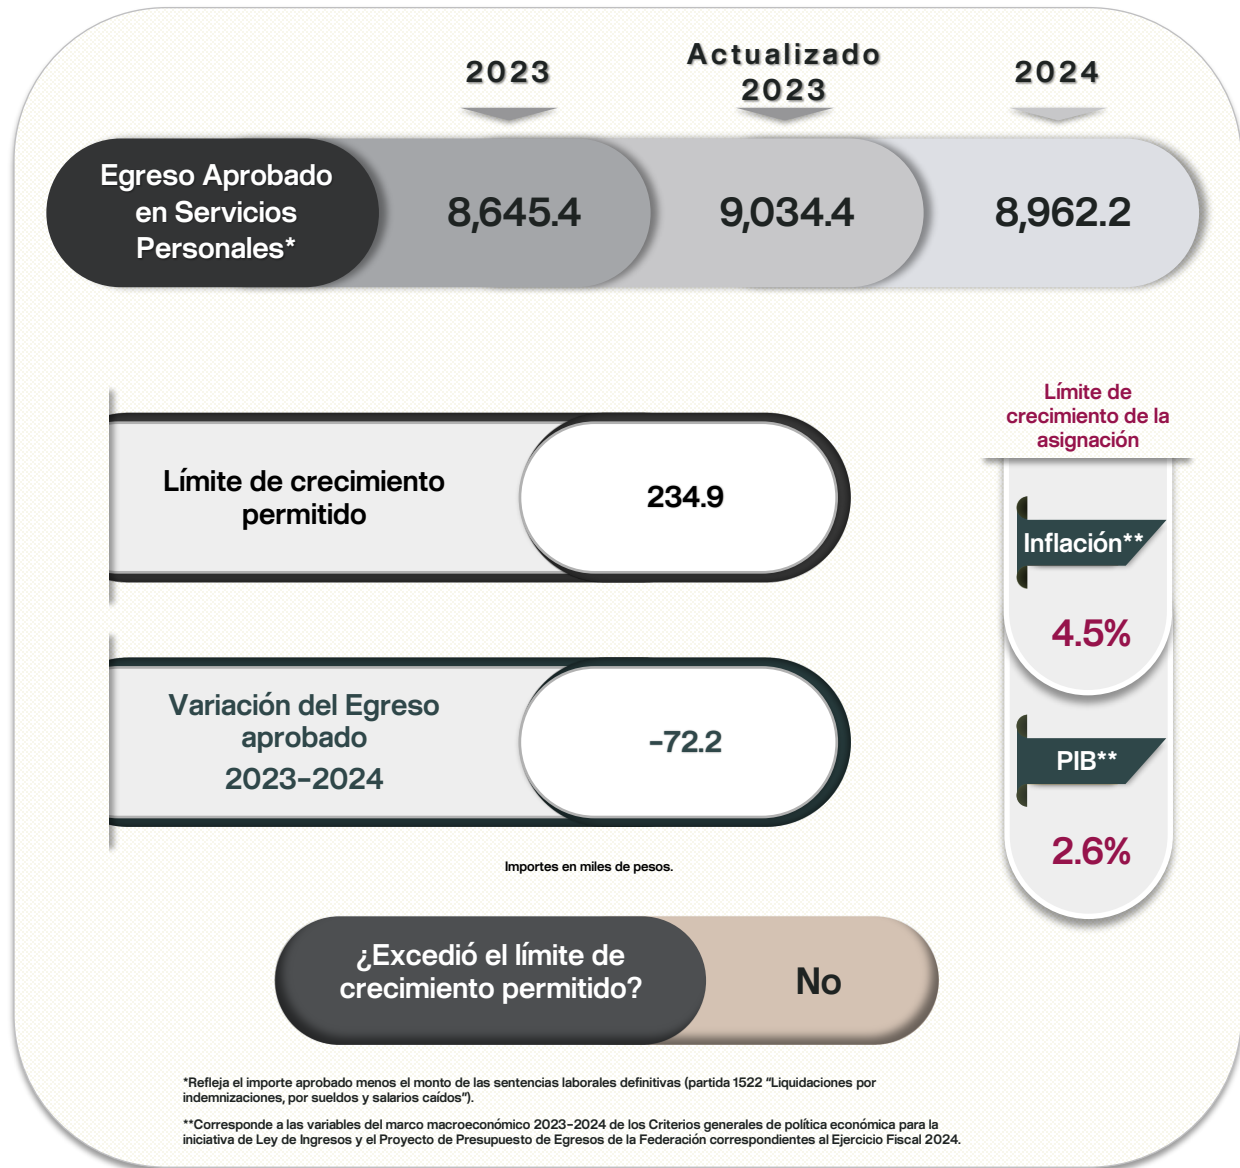 2023
Actualizado
2023
2024
Egreso Aprobado
en Servicios
Personales*
8,645.4
9,034.4
8,962.2
Límite de crecimiento
permitido
234.9
Variación del Egreso
aprobado
2023-2024
-72.2
Importes en miles de pesos.
Límite de
crecimiento de la
asignación
Inflación**
4.5%
PIB**
2.6%
¿Excedió el límite de
crecimiento permitido?
No
*Refleja el importe aprobado menos el monto de las sentencias laborales definitivas (partida 1522 "Liquidaciones por
indemnizaciones, por sueldos y salarios caídos").
**Corresponde a las variables del marco macroeconómico 2023-2024 de los Criterios generales de política económica para la
iniciativa de Ley de Ingresos y el Proyecto de Presupuesto de Egresos de la Federación correspondientes al Ejercicio Fiscal 2024.